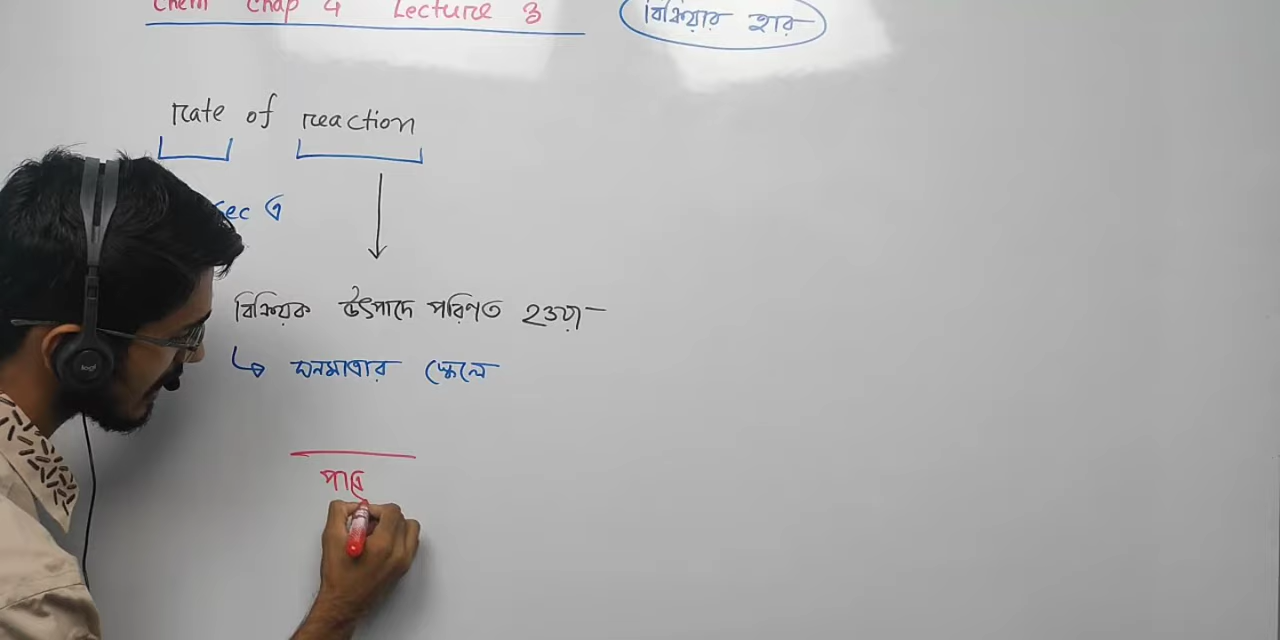 Chem Chap 4 Lecture 3
বিক্রিয়ার হার
rate of reaction
sec এ
বিক্রিয়ক উৎপাদে পরিণত হওয়া
ঘনমাত্রার স্কেলে